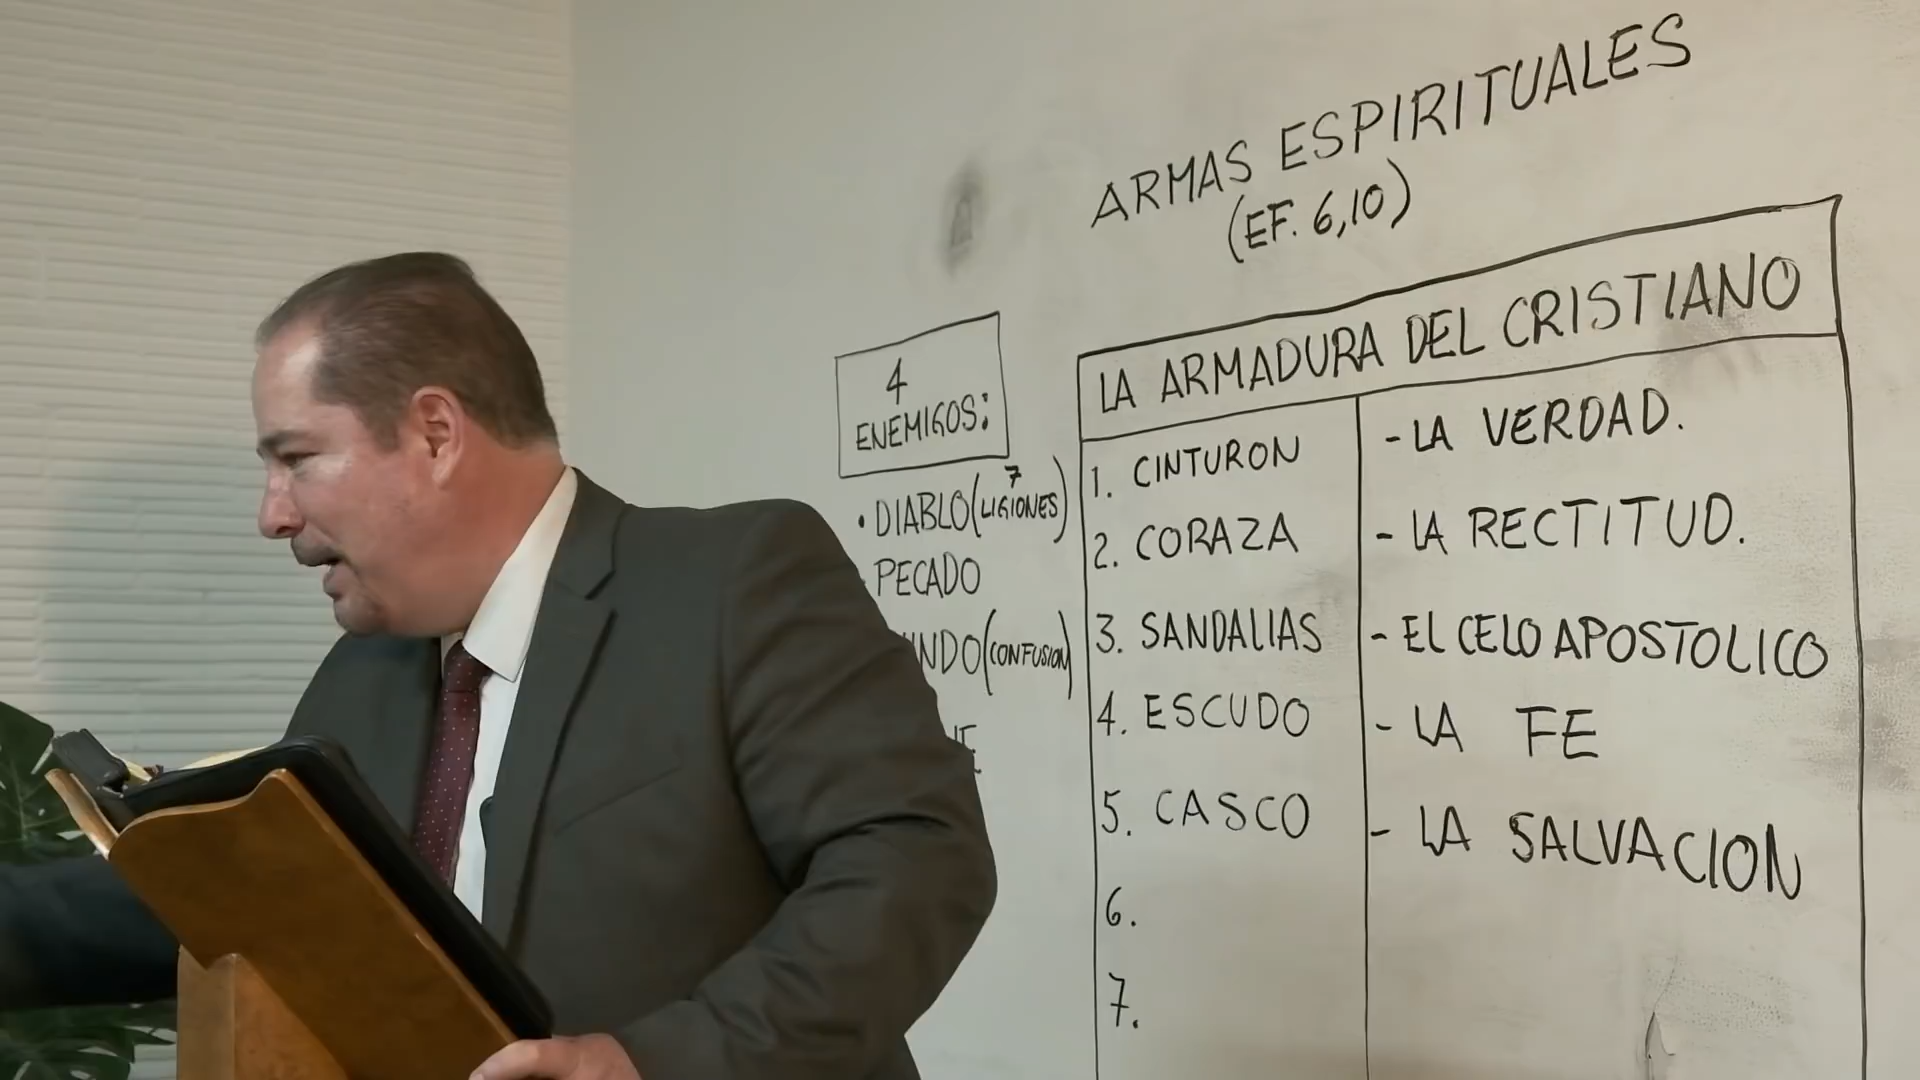 ARMAS ESPIRITUALES
(EF. 6,10)
4
ENEMIGOS:
• DIABLO (7 LIGIONES)
PECADO
(CONFUSION)
LA ARMADURA DEL CRISTIANO
1. CINTURON - LA VERDAD.
2. CORAZA - LA RECTITUD.
3. SANDALIAS - EL CELO APOSTOLICO
4. ESCUDO - LA FE
5. CASCO - LA SALVACION
6.
7.